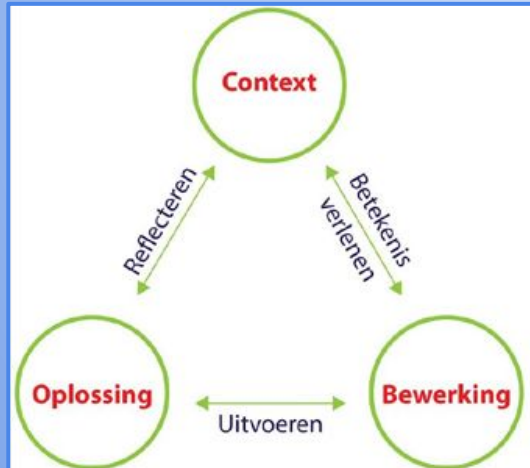 Context
Reflecteren
Betekenis
verlenen
Oplossing
Bewerking
Uitvoeren